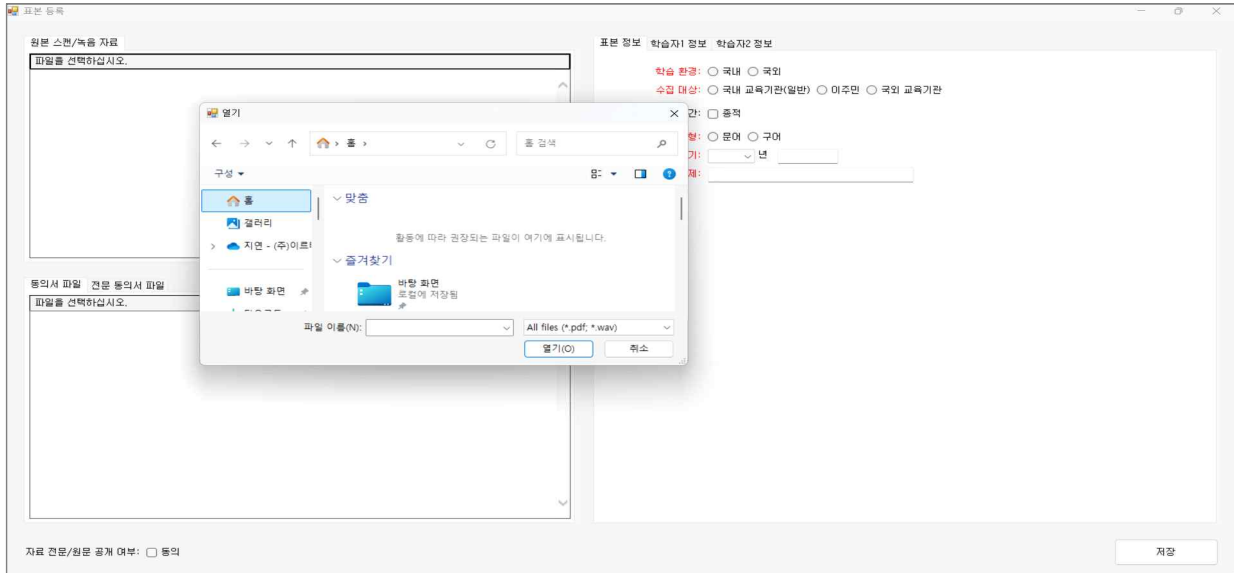 표본 등록
원본 스캔/녹음 자료
파일을 선택하십시오.
동의서 파일 전문 동의서 파일
파일을 선택하십시오.
자료 전문/원문 공개 여부: 동의
표본 정보 학습자1 정보 학습자2 정보
학습 환경: 국내 국외
수집 대상: 국내 교육기관(일반) 이주민 국외 교육기관
간: 종적
형: 문어 구어
기: 년
제:
저장
열기
홈
홈 검색
구성
홈
갤러리
지연 - (주)이르
바탕 화면
맞춤
활동에 따라 권장되는 파일이 여기에 표시됩니다.
즐겨찾기
바탕 화면
로컬에 저장됨
파일 이름(N):
All files (*.pdf; *.wav)
열기(O) 취소